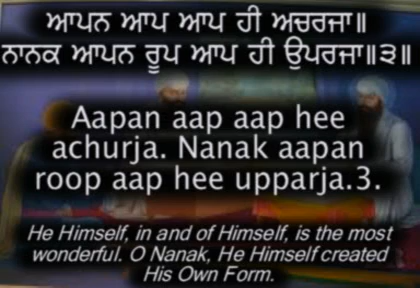 ਆਪਨ ਆਪ ਆਪ ਹੀ ਅਚਰਜਾ॥
ਨਾਨਕ ਆਪਨ ਰੂਪ ਆਪ ਹੀ ਉਪਰਜਾ॥੩॥
Aapan aap aap hee
achurja. Nanak aapan
roop aap hee upparja.3.
He Himself, in and of Himself, is the most
wonderful. O Nanak, He Himself created
His Own Form.